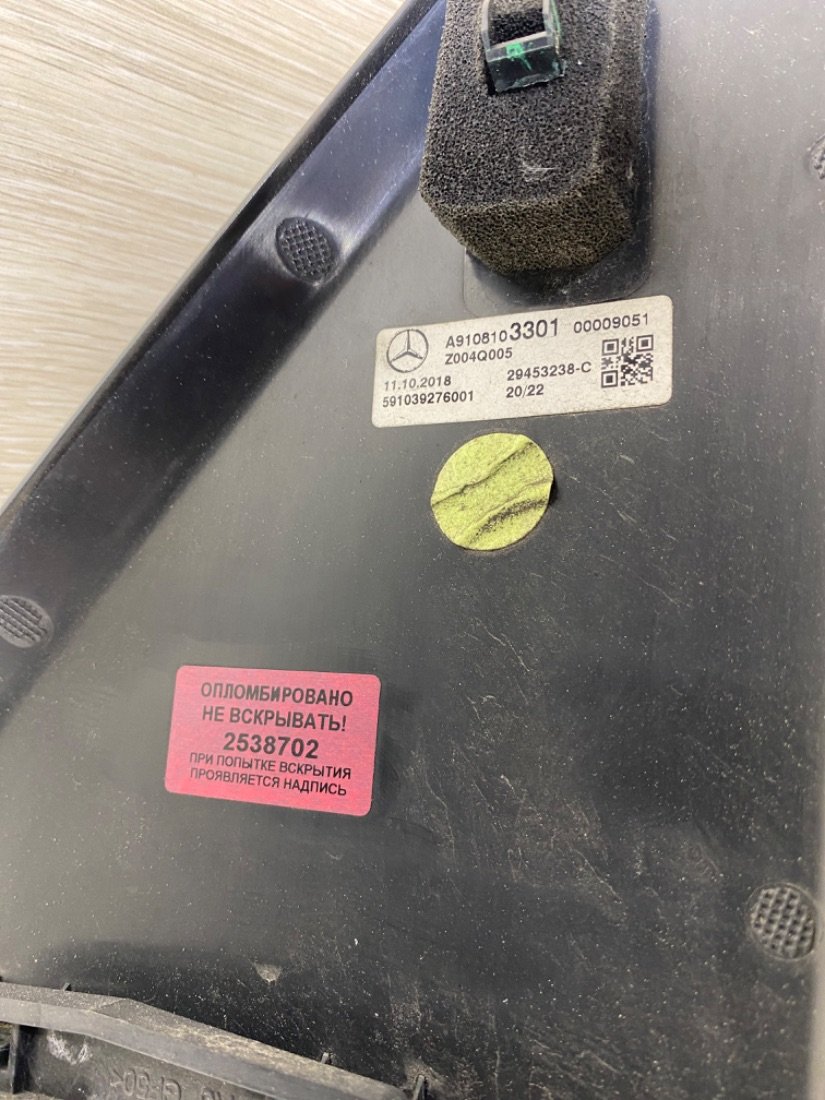 A9108103301 00009051
Z004Q005
11.10.2018 29453238-C
591039276001 20/22
ОПЛОМБИРОВАНО
НЕ ВСКРЫВАТЬ!
2538702
ПРИ ПОПЫТКЕ ВСКРЫТИЯ
ПРОЯВЛЯЕТСЯ НАДПИСЬ